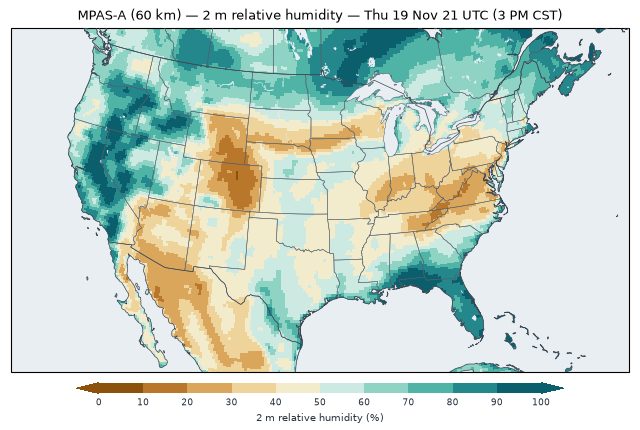 MPAS-A (60 km) — 2 m relative humidity — Thu 19 Nov 21 UTC (3 PM CST)
0 10 20 30 40 50 60 70 80 90 100
2 m relative humidity (%)